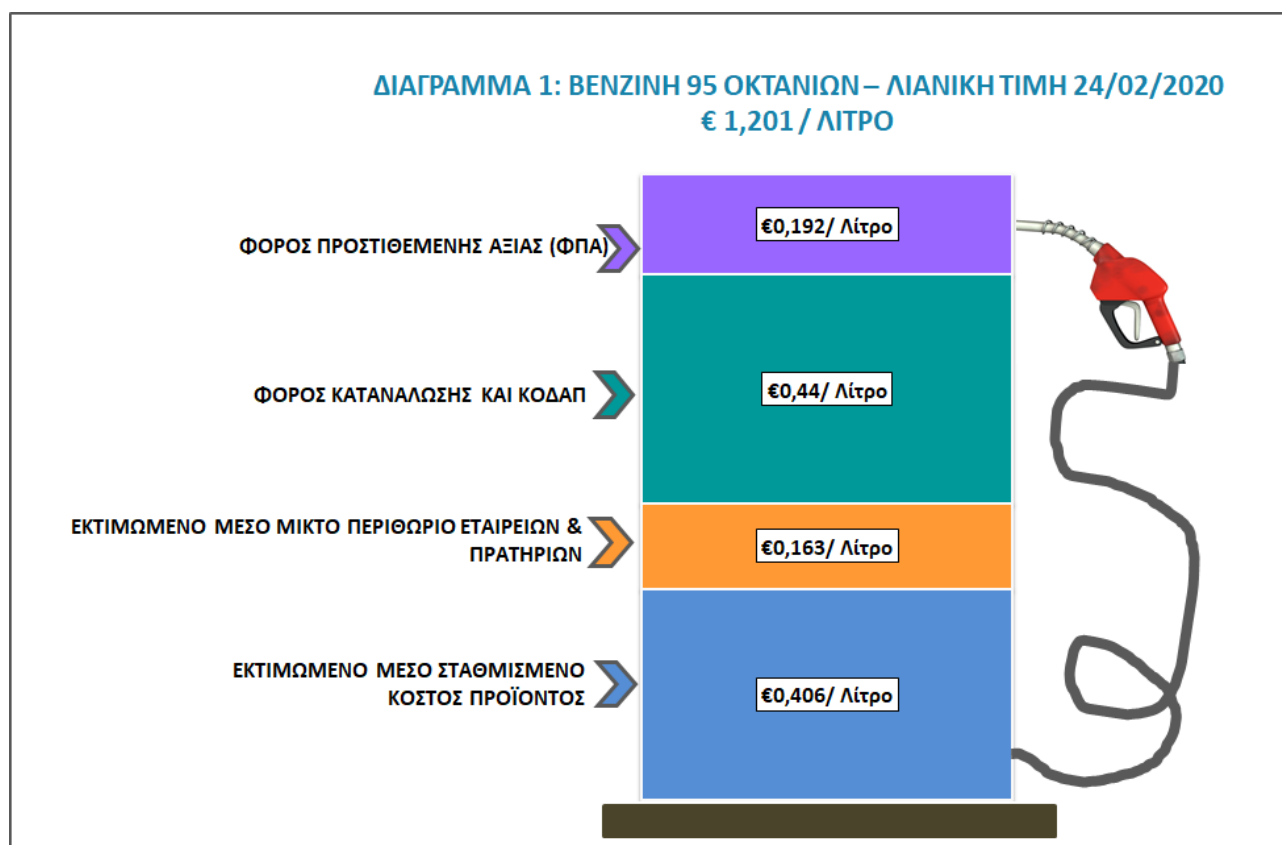 ΔΙΑΓΡΑΜΜΑ 1: ΒΕΝΖΙΝΗ 95 ΟΚΤΑΝΙΩΝ – ΛΙΑΝΙΚΗ ΤΙΜΗ 24/02/2020
€ 1,201 / ΛΙΤΡΟ
ΦΟΡΟΣ ΠΡΟΣΤΙΘΕΜΕΝΗΣ ΑΞΙΑΣ (ΦΠΑ)
€0,192/ Λίτρο
ΦΟΡΟΣ ΚΑΤΑΝΑΛΩΣΗΣ ΚΑΙ ΚΟΔΑΠ
€0,44/ Λίτρο
ΕΚΤΙΜΩΜΕΝΟ ΜΕΣΟ ΜΙΚΤΟ ΠΕΡΙΘΩΡΙΟ ΕΤΑΙΡΕΙΩΝ &
ΠΡΑΤΗΡΙΩΝ
€0,163/ Λίτρο
ΕΚΤΙΜΩΜΕΝΟ ΜΕΣΟ ΣΤΑΘΜΙΣΜΕΝΟ
ΚΟΣΤΟΣ ΠΡΟΪΟΝΤΟΣ
€0,406/ Λίτρο